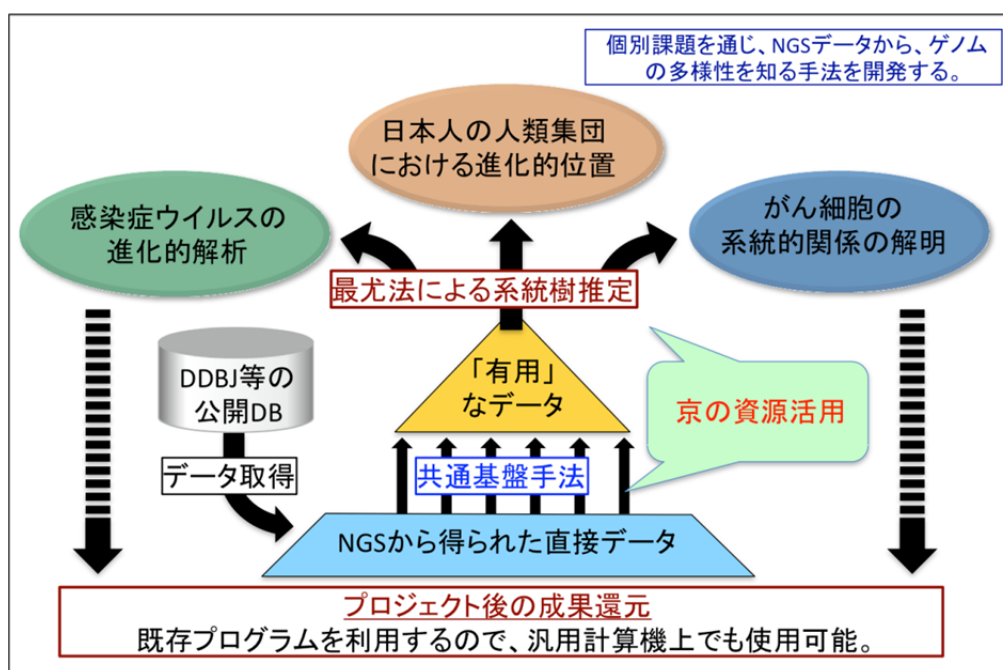 個別課題を通じ、NGSデータから、ゲノム
の多様性を知る手法を開発する。
日本人の人類集団
における進化的位置
感染症ウイルスの
進化的解析
がん細胞の
系統的関係の解明
最尤法による系統樹推定
DDBJ等の
公開DB
「有用」
なデータ
京の資源活用
データ取得
共通基盤手法
NGSから得られた直接データ
プロジェクト後の成果還元
既存プログラムを利用するので、汎用計算機上でも使用可能。